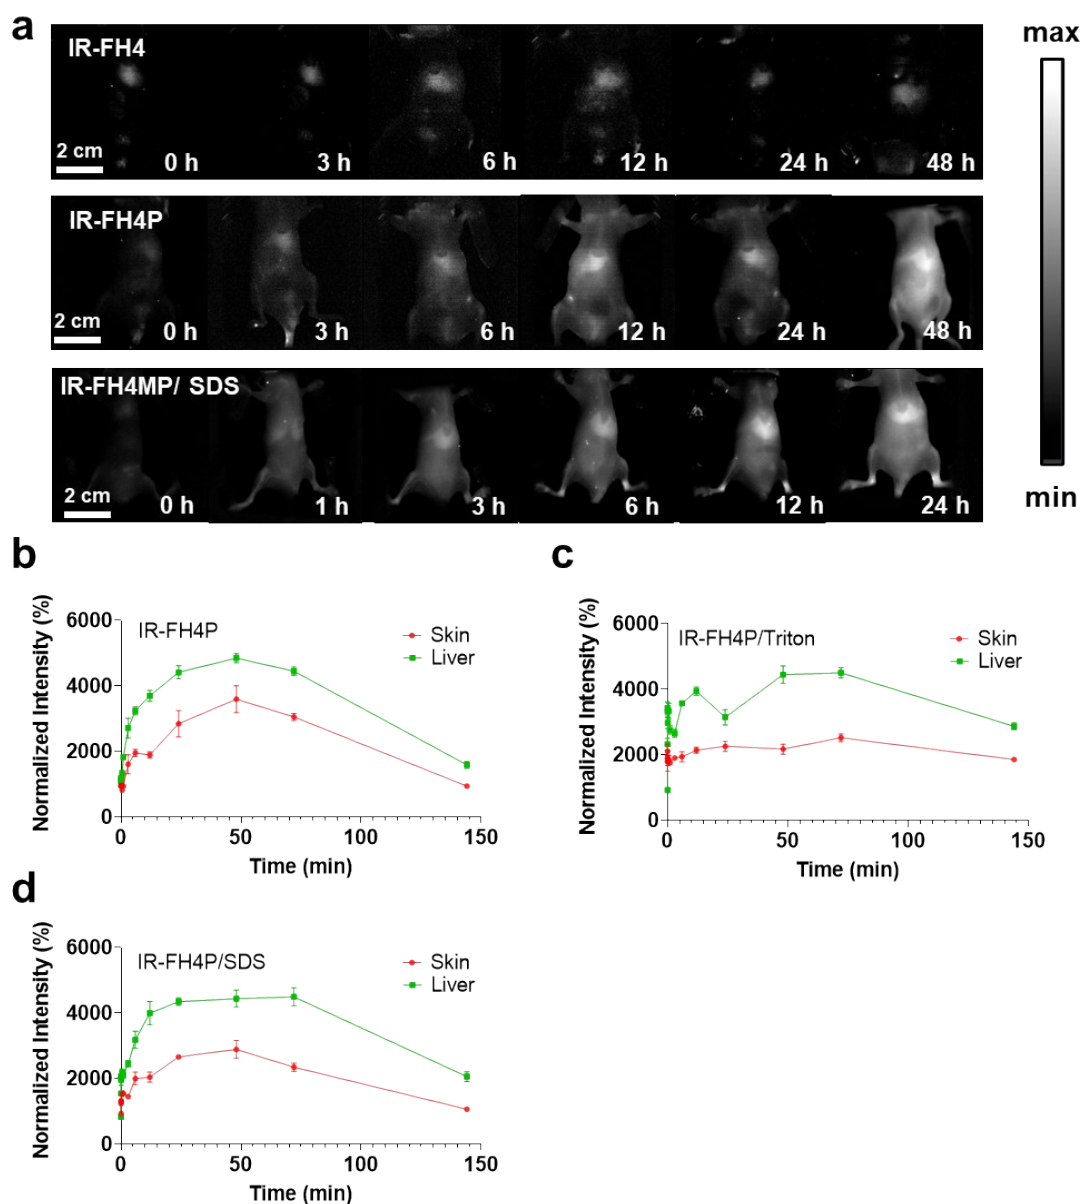 a
IR-FH4
2 cm
0 h
3 h
6 h
12 h
24 h
48 h
max
min
IR-FH4P
2 cm
0 h
3 h
6 h
12 h
24 h
48 h
IR-FH4MP/ SDS
2 cm
0 h
1 h
3 h
6 h
12 h
24 h
b
Normalized Intensity (%)
6000
4000
2000
0
IR-FH4P
Skin
Liver
0
50
100
150
Time (min)
c
Normalized Intensity (%)
6000
4000
2000
0
IR-FH4P/Triton
Skin
Liver
0
50
100
150
Time (min)
d
Normalized Intensity (%)
6000
4000
2000
0
IR-FH4P/SDS
Skin
Liver
0
50
100
150
Time (min)